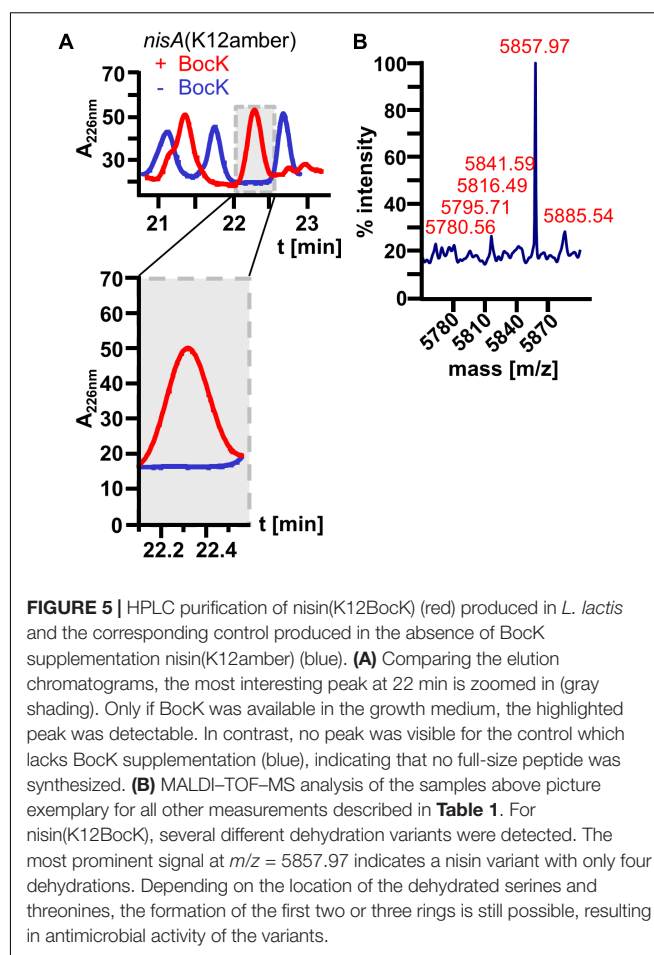 A
nisA(K12amber)
+ BocK
- BocK
A226nm
70
50
30
21
22
23
t [min]
A226nm
70
60
50
40
30
20
10
0
22.2
22.4
t [min]
B
% intensity
100
80
60
40
20
0
5857.97
5841.59
5816.49
5795.71
5780.56
5885.54
5780
5810
5840
5870
mass [m/z]
FIGURE 5 | HPLC purification of nisin(K12BocK) (red) produced in L. lactis
and the corresponding control produced in the absence of BocK
supplementation nisin(K12amber) (blue). (A) Comparing the elution
chromatograms, the most interesting peak at 22 min is zoomed in (gray
shading). Only if BocK was available in the growth medium, the highlighted
peak was detectable. In contrast, no peak was visible for the control which
lacks BocK supplementation (blue), indicating that no full-size peptide was
synthesized. (B) MALDI–TOF–MS analysis of the samples above picture
exemplary for all other measurements described in Table 1. For
nisin(K12BocK), several different dehydration variants were detected. The
most prominent signal at m/z = 5857.97 indicates a nisin variant with only four
dehydrations. Depending on the location of the dehydrated serines and
threonines, the formation of the first two or three rings is still possible, resulting
in antimicrobial activity of the variants.